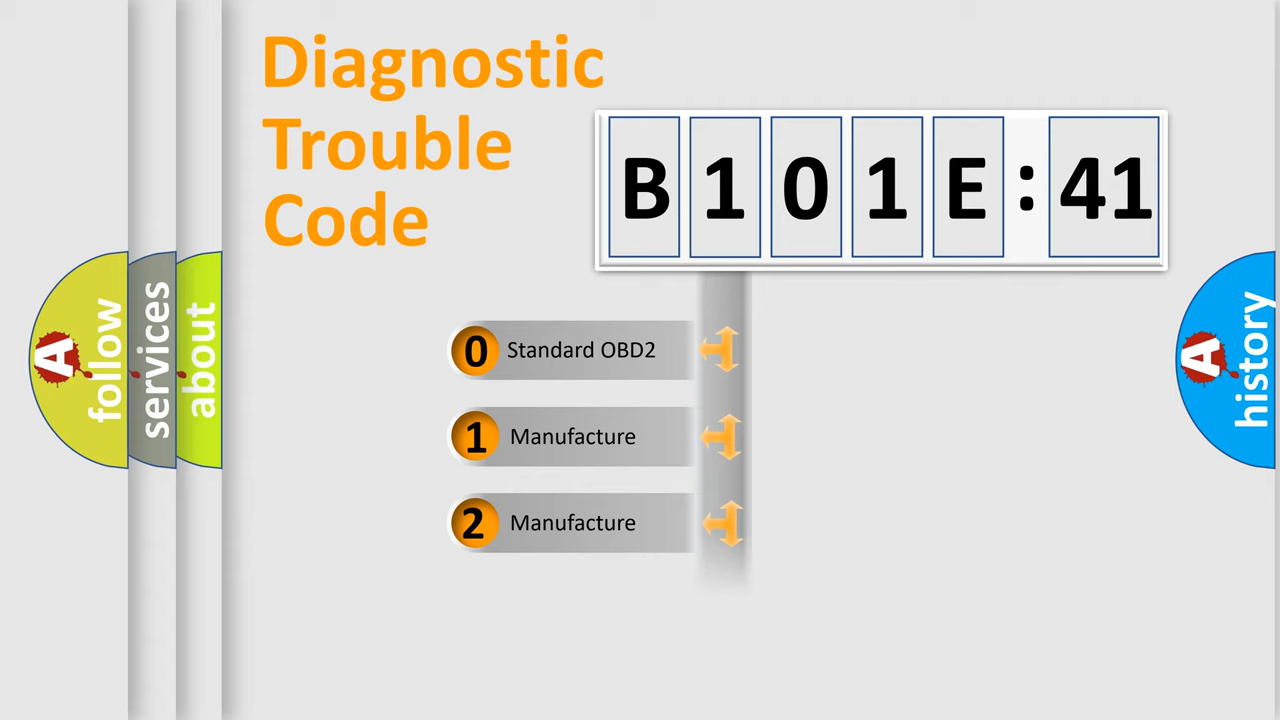 Diagnostic
Trouble
Code
B 1 0 1 E : 41
0 Standard OBD2
1 Manufacture
2 Manufacture
A follow
services
about
A history